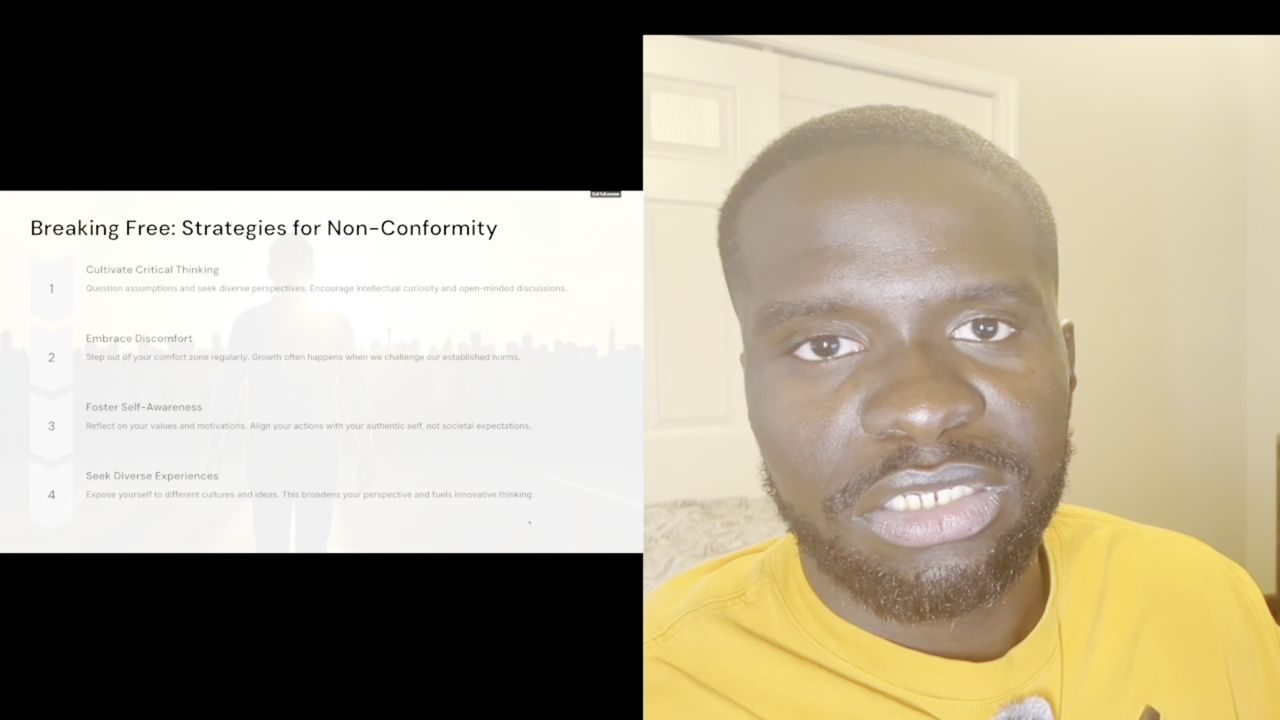 Exit full screen
Breaking Free: Strategies for Non-Conformity
1
Cultivate Critical Thinking
Question assumptions and seek diverse perspectives. Encourage intellectual curiosity and open-minded discussions.
2
Embrace Discomfort
Step out of your comfort zone regularly. Growth often happens when we challenge our established norms.
3
Foster Self-Awareness
Reflect on your values and motivations. Align your actions with your authentic self, not societal expectations.
4
Seek Diverse Experiences
Expose yourself to different cultures and ideas. This broadens your perspective and fuels innovative thinking.